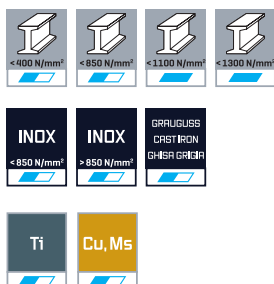 <400 N/mm² <850 N/mm² <1100 N/mm² <1300 N/mm²
INOX INOX GRAUGUSS
CAST IRON
GHISA GRIGIA
<850 N/mm² >850 N/mm²
Ti Cu, Ms